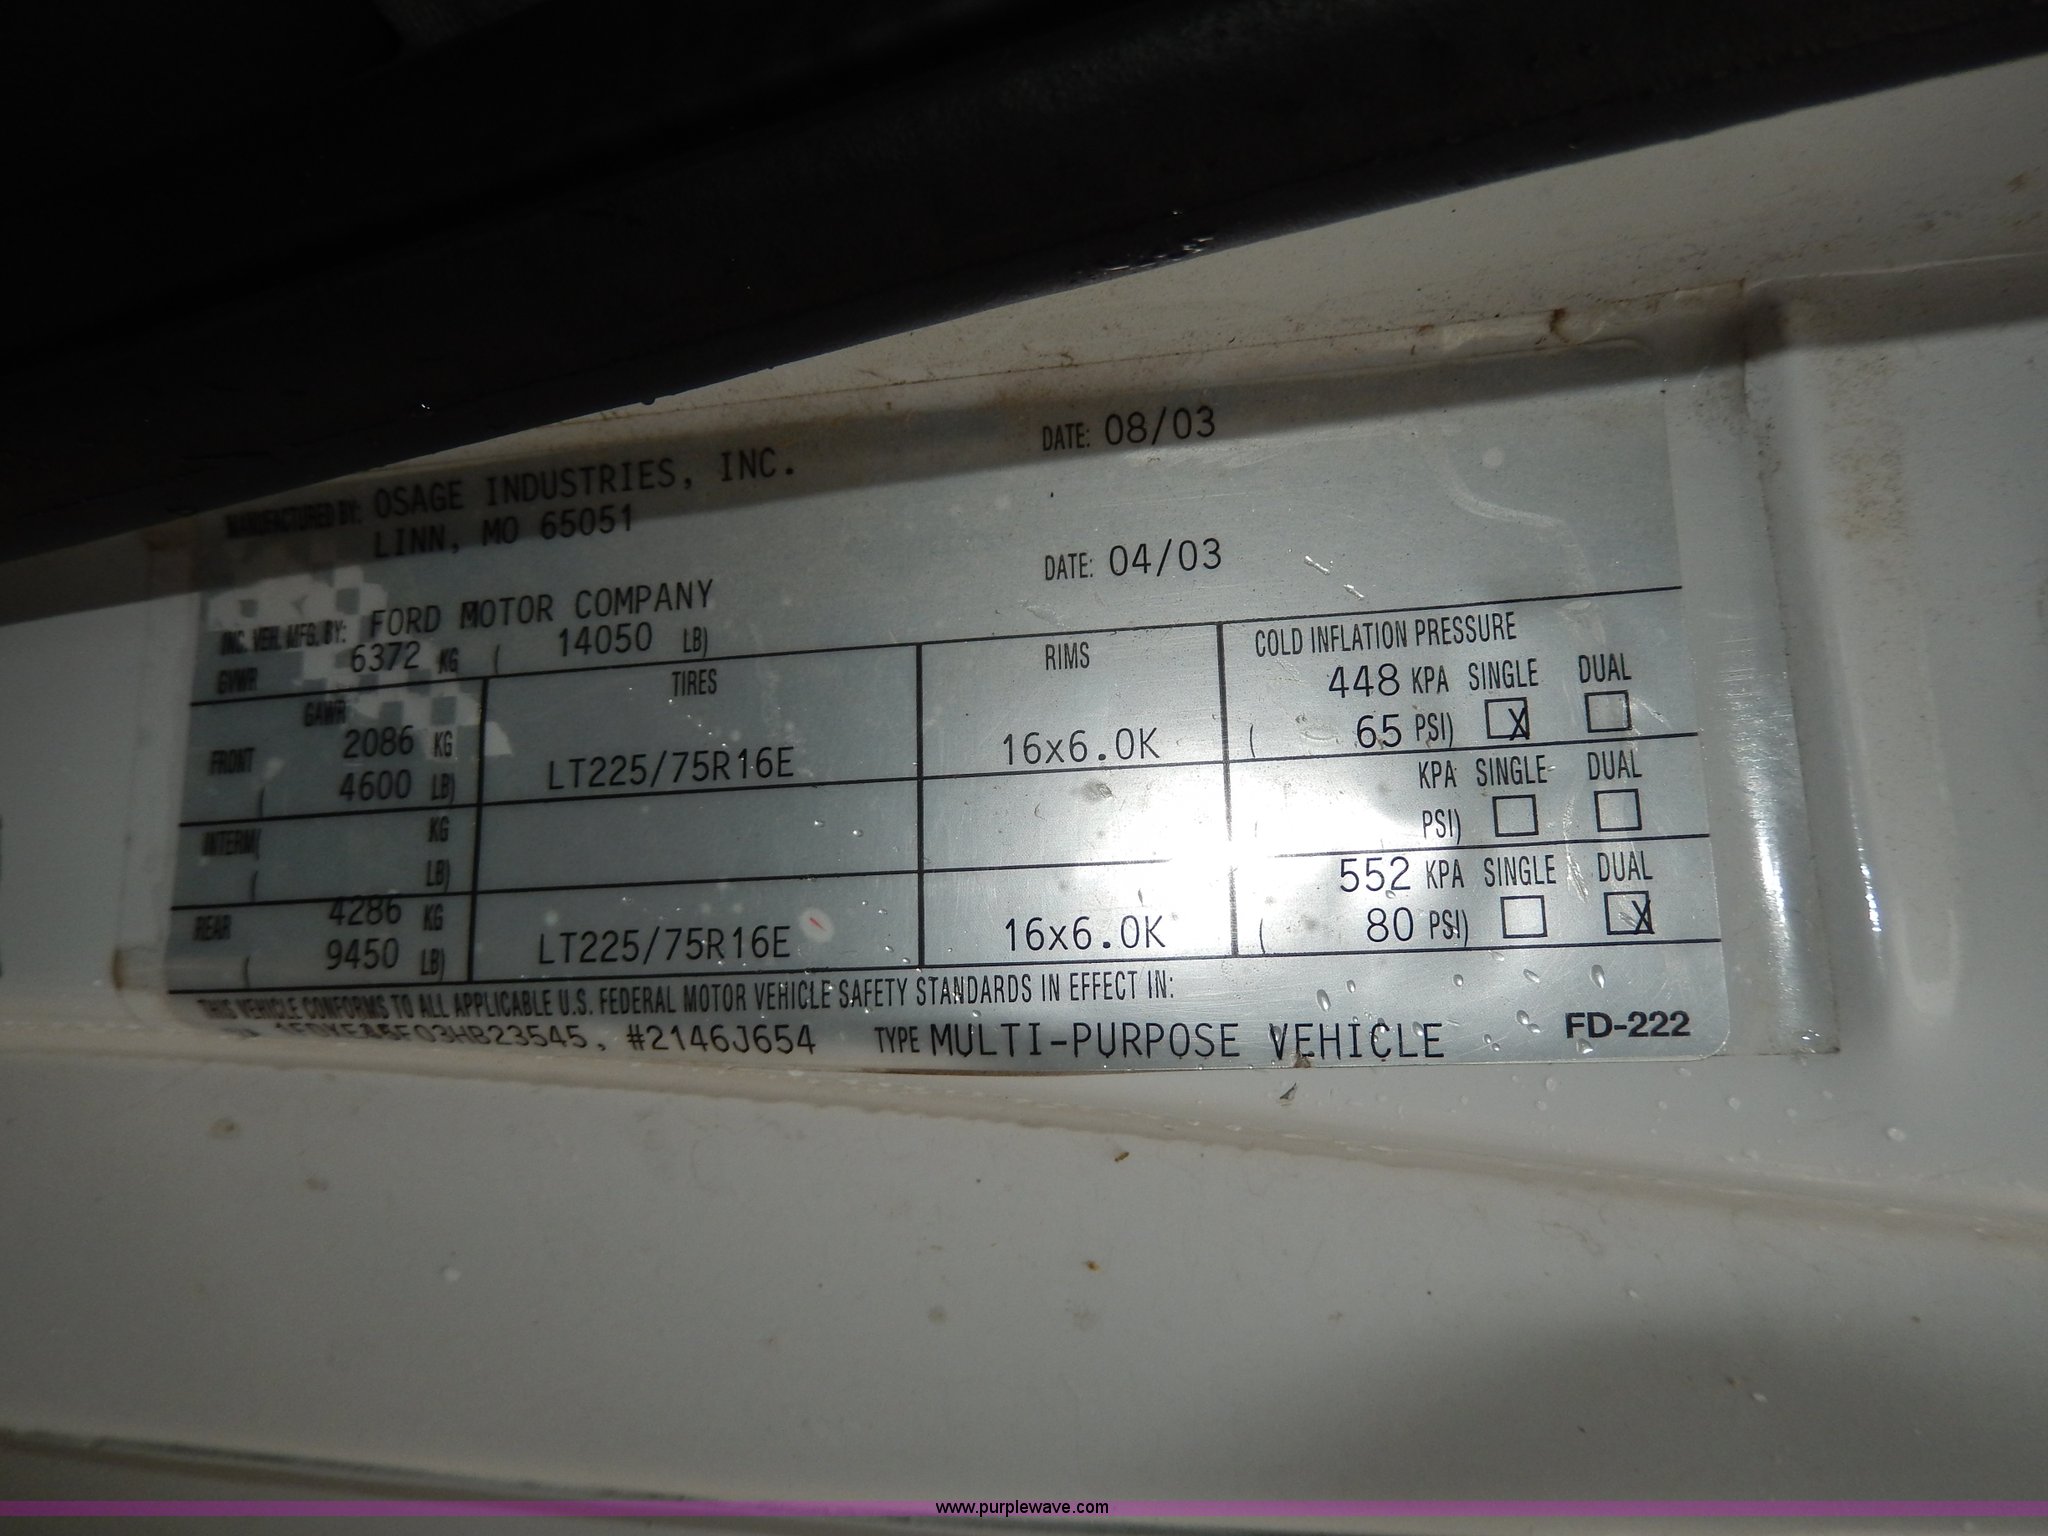 MANUFACTURED BY: OSAGE INDUSTRIES, INC. DATE: 08/03
LINN, MO 65051
INC. VEH. MFG. BY: FORD MOTOR COMPANY DATE: 04/03
GVWR 6372 KG ( 14050 LB)
GAWR TIRES RIMS COLD INFLATION PRESSURE
FRONT 2086 KG LT225/75R16E 16x6.0K 448 KPA SINGLE DUAL
( 4600 LB) ( 65 PSI) X
INTERM( KG KPA SINGLE DUAL
( LB) PSI)
REAR 4286 KG LT225/75R16E 16x6.0K 552 KPA SINGLE DUAL
( 9450 LB) ( 80 PSI) X
THIS VEHICLE CONFORMS TO ALL APPLICABLE U.S. FEDERAL MOTOR VEHICLE SAFETY STANDARDS IN EFFECT IN:
#2146J654 TYPE MULTI-PURPOSE VEHICLE FD-222
www.purplewave.com